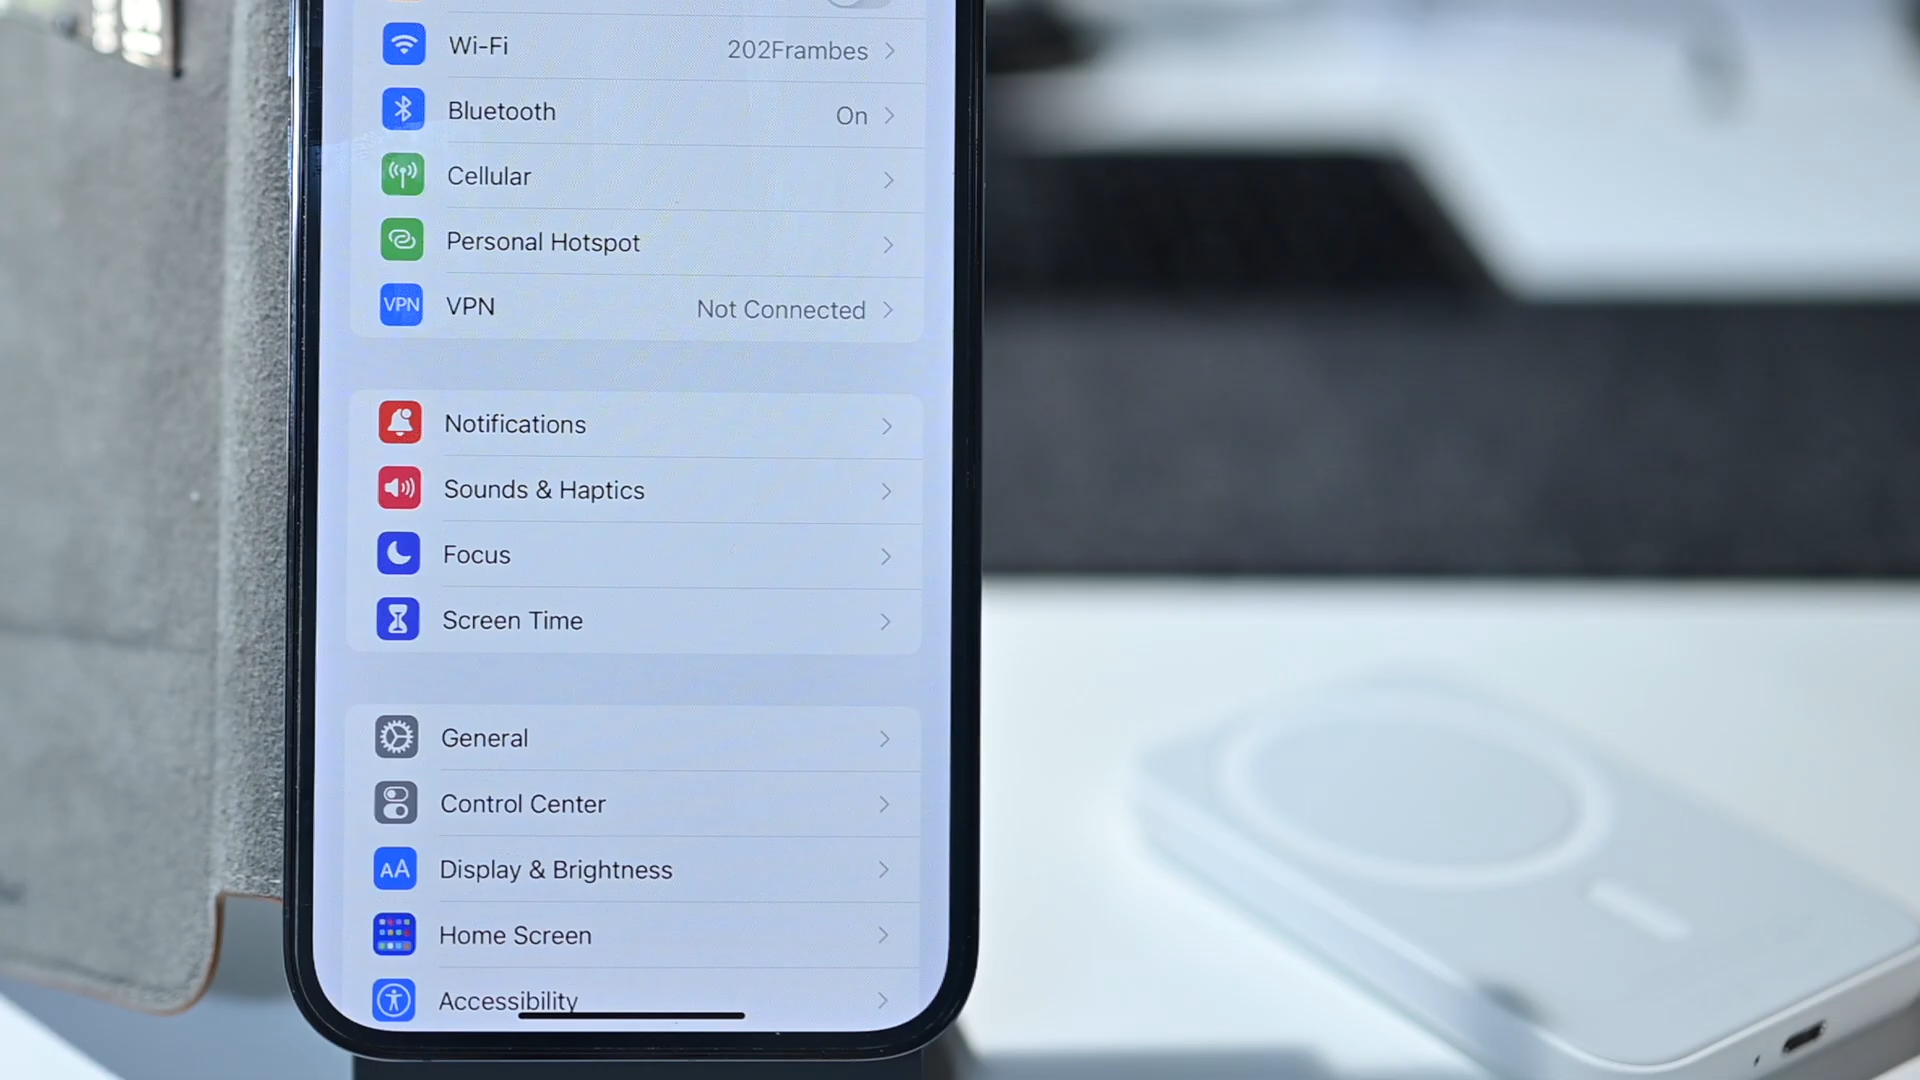 Wi-Fi 202Frambes
Bluetooth On
Cellular
Personal Hotspot
VPN VPN Not Connected
Notifications
Sounds & Haptics
Focus
Screen Time
General
Control Center
AA Display & Brightness
Home Screen
Accessibility